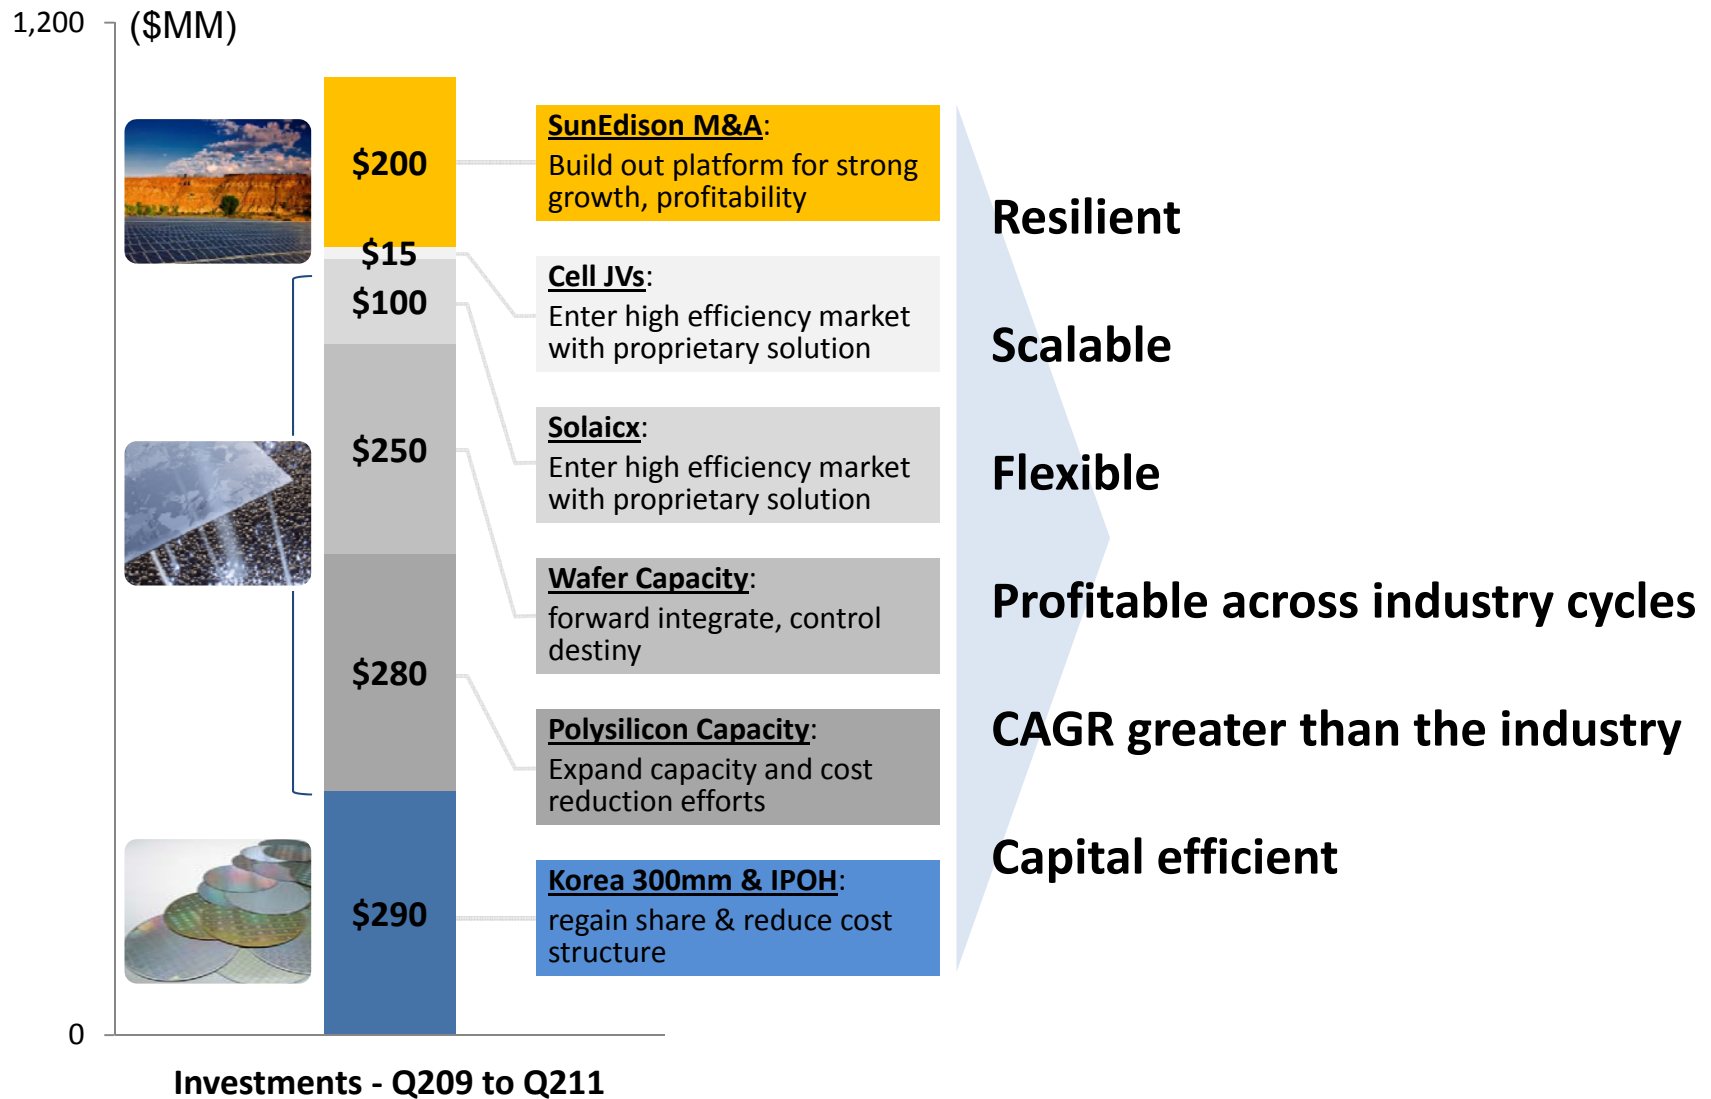 1,200
($MM)
$200
$15
$100
$250
$280
$290
0
Investments - Q209 to Q211
SunEdison M&A:
Build out platform for strong
growth, profitability
Cell JVs:
Enter high efficiency market
with proprietary solution
Solaicx:
Enter high efficiency market
with proprietary solution
Wafer Capacity:
forward integrate, control
destiny
Polysilicon Capacity:
Expand capacity and cost
reduction efforts
Korea 300mm & IPOH:
regain share & reduce cost
structure
Resilient
Scalable
Flexible
Profitable across industry cycles
CAGR greater than the industry
Capital efficient